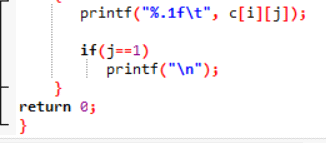 printf("%.1f\t", c[i][j]);
if(j==1)
printf("\n");
}
return 0;
}